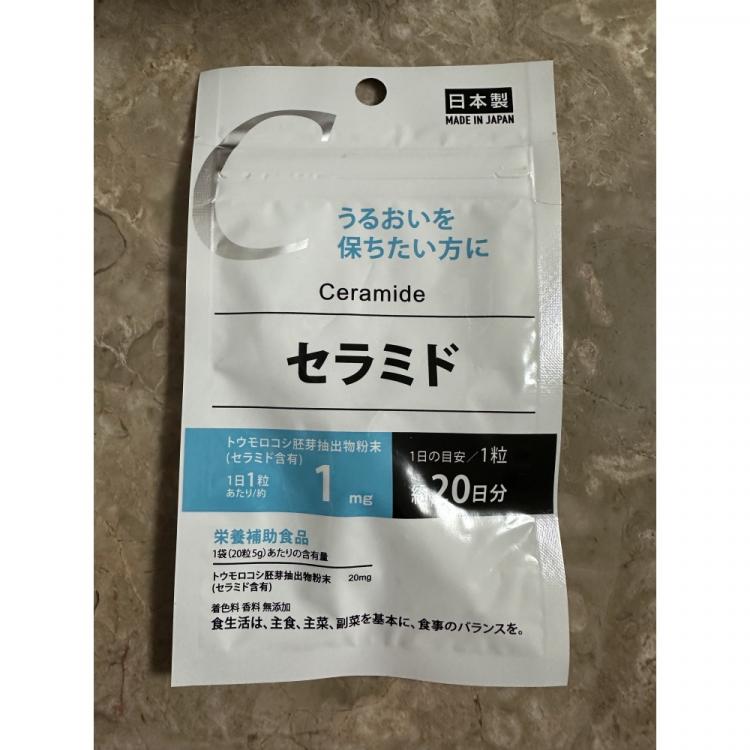 C
日本製
MADE IN JAPAN
うるおいを
保ちたい方に
Ceramide
セラミド
トウモロコシ胚芽抽出物粉末
(セラミド含有)
1日1粒
あたり/約
1 mg
1日の目安/1粒
約20日分
栄養補助食品
1袋(20粒5g)あたりの含有量
トウモロコシ胚芽抽出物粉末 20mg
(セラミド含有)
着色料 香料 無添加
食生活は、主食、主菜、副菜を基本に、食事のバランスを。